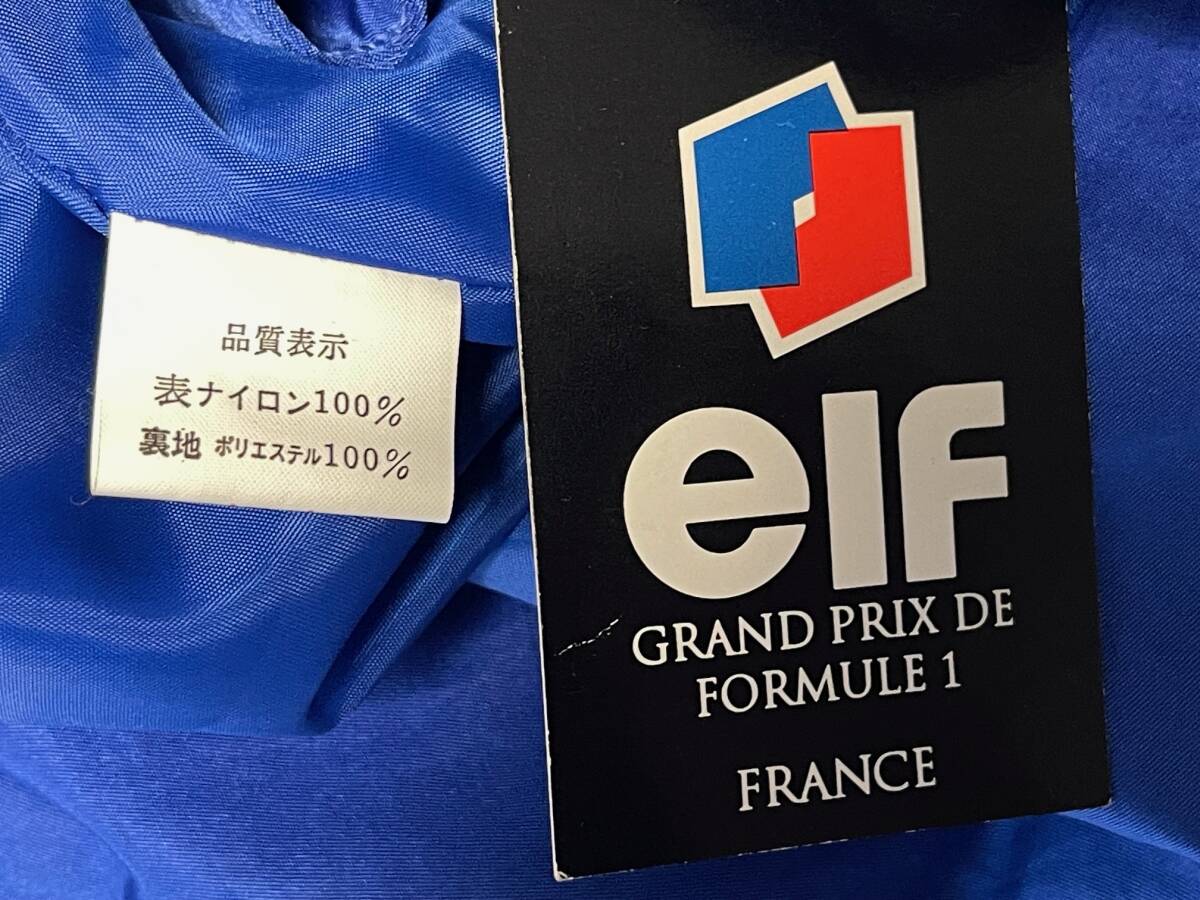 品質表示
表ナイロン100%
裏地 ポリエステル100%
elf
GRAND PRIX DE
FORMULE 1
FRANCE